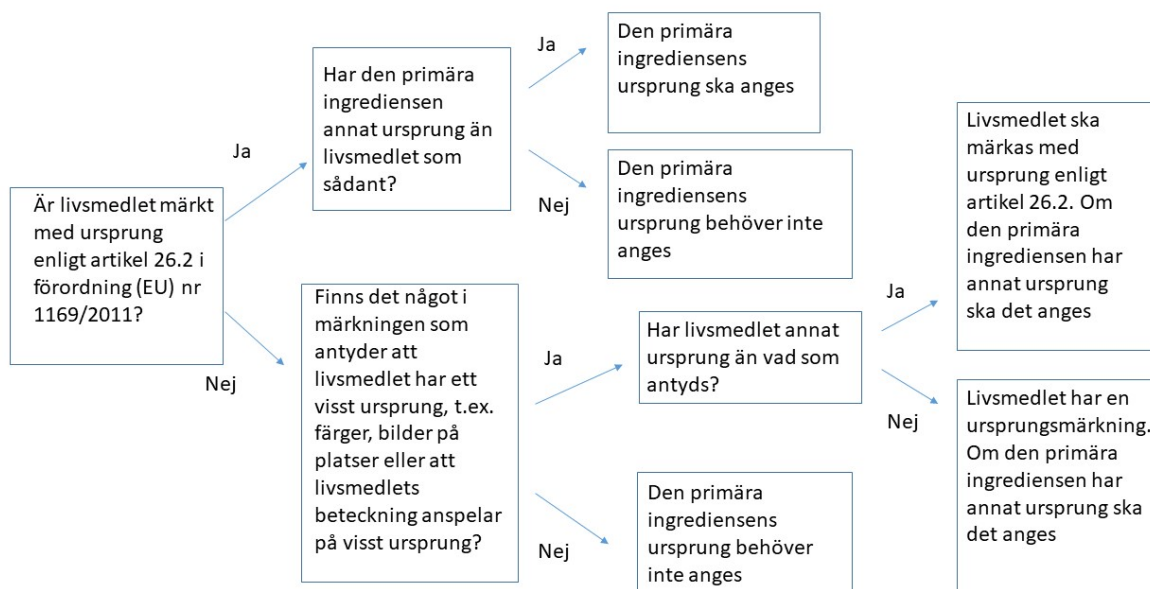 Är livsmedlet märkt
med ursprung
enligt artikel 26.2 i
förordning (EU) nr
1169/2011?
Ja
Nej
Har den primära
ingrediensen
annat ursprung än
livsmedlet som
sådant?
Ja
Nej
Den primära
ingrediensens
ursprung ska anges
Den primära
ingrediensens
ursprung behöver inte
anges
Finns det något i
märkningen som
antyder att
livsmedlet har ett
visst ursprung, t.ex.
färger, bilder på
platser eller att
livsmedlets
beteckning anspelar
på visst ursprung?
Ja
Nej
Har livsmedlet annat
ursprung än vad som
antyds?
Den primära
ingrediensens
ursprung behöver
inte anges
Ja
Nej
Livsmedlet ska
märkas med
ursprung enligt
artikel 26.2. Om
den primära
ingrediensen har
annat ursprung
ska det anges
Livsmedlet har en
ursprungsmärkning.
Om den primära
ingrediensen har
annat ursprung ska
det anges